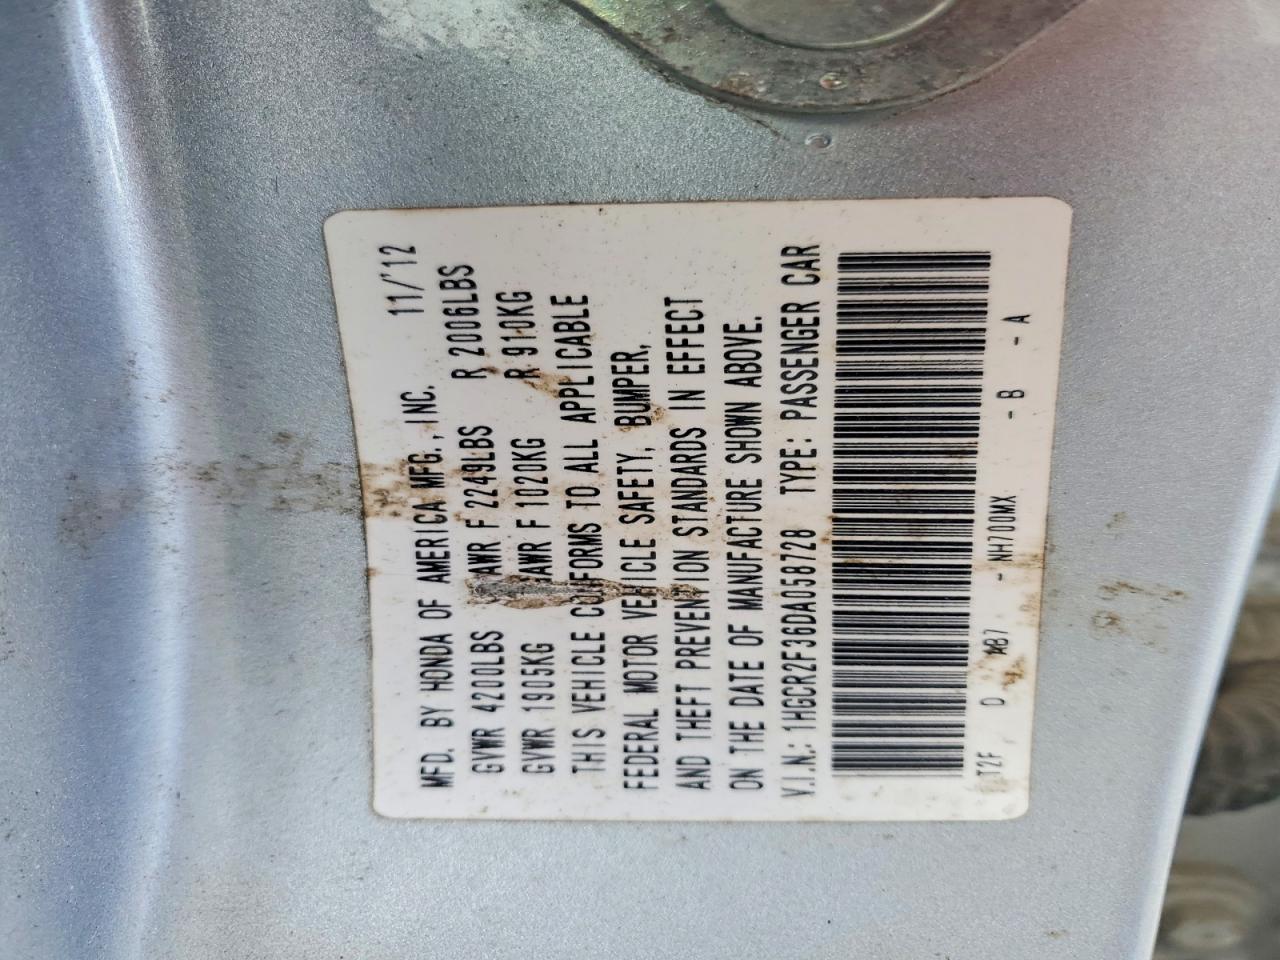 MFD. BY HONDA OF AMERICA MFG., INC. 11/'12
GVWR 4200LBS GAWR F 2249LBS R 2006LBS
GVWR 1905KG GAWR F 1020KG R 910KG
THIS VEHICLE CONFORMS TO ALL APPLICABLE
FEDERAL MOTOR VEHICLE SAFETY, BUMPER,
AND THEFT PREVENTION STANDARDS IN EFFECT
ON THE DATE OF MANUFACTURE SHOWN ABOVE.
V.I.N.: 1HGCR2F36DA058728 TYPE: PASSENGER CAR
T2F D - NH700MX - B - A